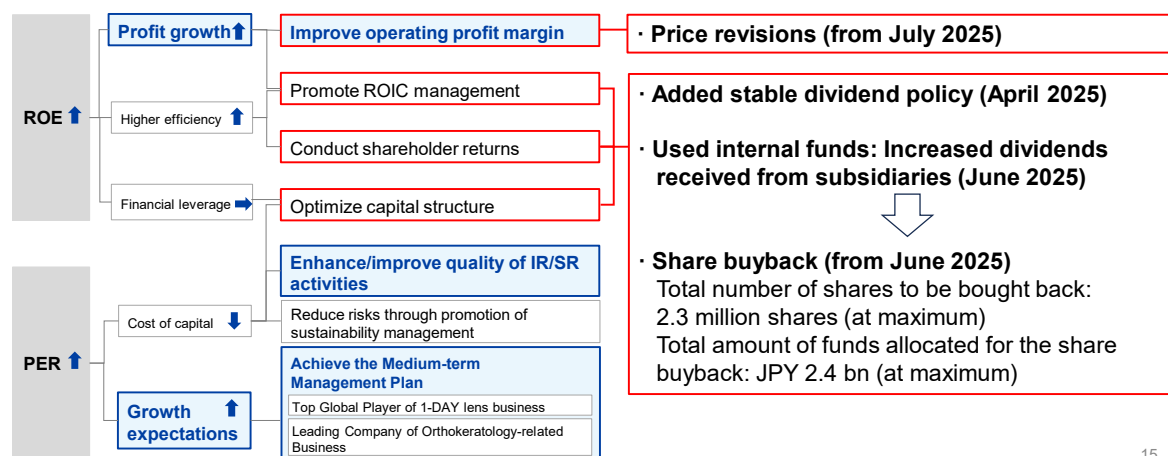 ROE
Profit growth
Higher efficiency
Financial leverage
Improve operating profit margin
Promote ROIC management
Conduct shareholder returns
Optimize capital structure
· Price revisions (from July 2025)
· Added stable dividend policy (April 2025)
· Used internal funds: Increased dividends
received from subsidiaries (June 2025)
· Share buyback (from June 2025)
Total number of shares to be bought back:
2.3 million shares (at maximum)
Total amount of funds allocated for the share
buyback: JPY 2.4 bn (at maximum)
PER
Cost of capital
Growth
expectations
Enhance/improve quality of IR/SR
activities
Reduce risks through promotion of
sustainability management
Achieve the Medium-term
Management Plan
Top Global Player of 1-DAY lens business
Leading Company of Orthokeratology-related
Business
15